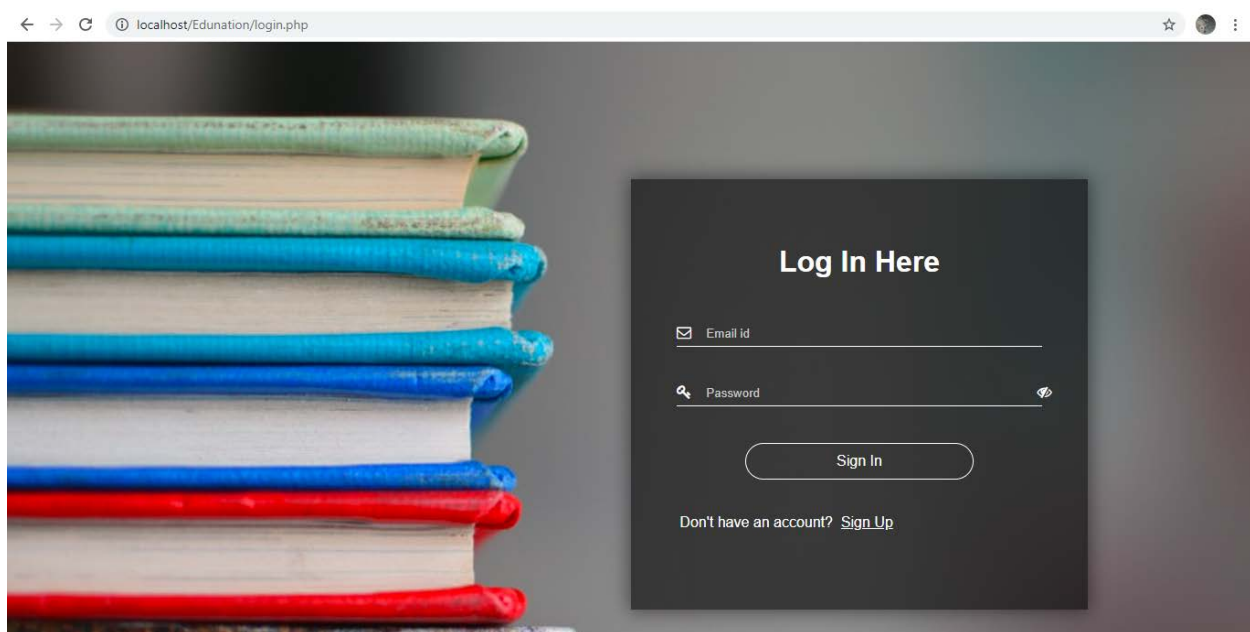 localhost/Edunation/login.php
Log In Here
Email id
Password
Sign In
Don't have an account? Sign Up